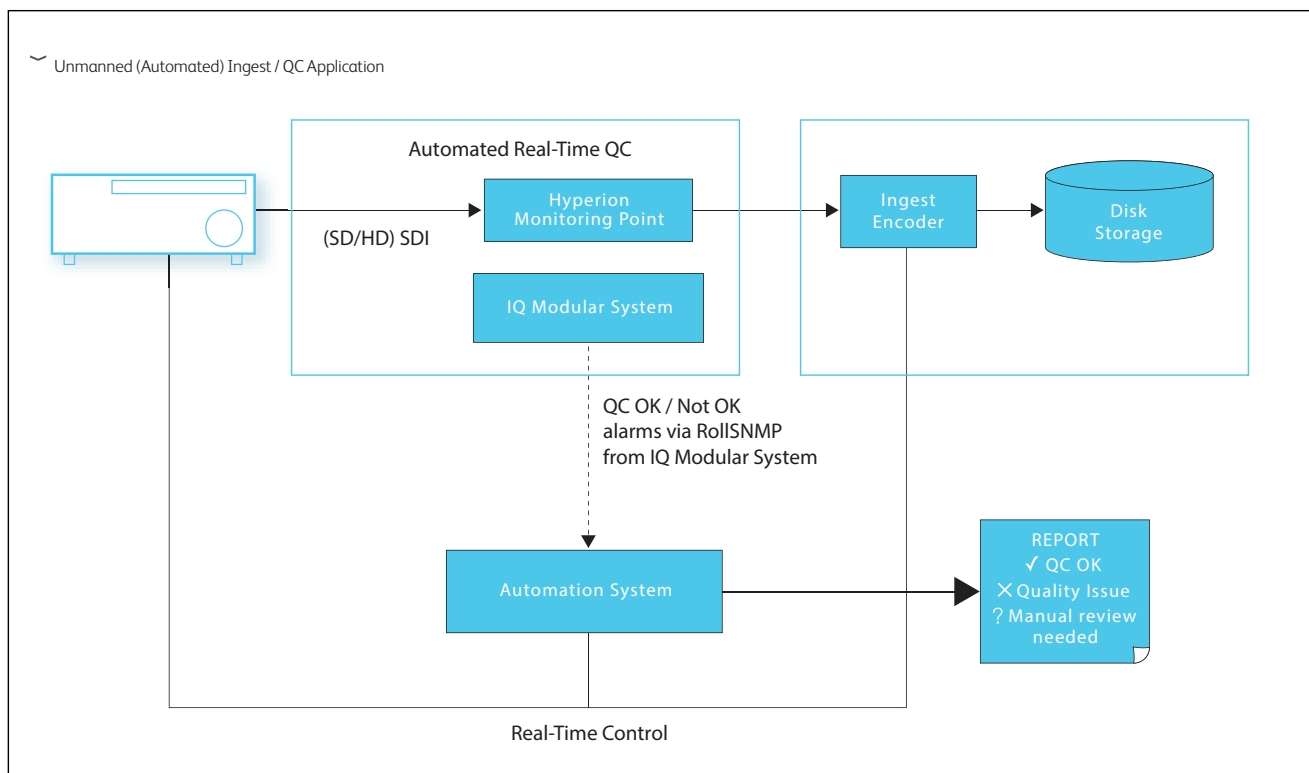 Unmanned (Automated) Ingest / QC Application
Automated Real-Time QC
Hyperion
Monitoring Point
(SD/HD) SDI
IQ Modular System
Ingest
Encoder
Disk
Storage
QC OK / Not OK
alarms via RollSNMP
from IQ Modular System
Automation System
REPORT
✓ QC OK
✕ Quality Issue
? Manual review
needed
Real-Time Control